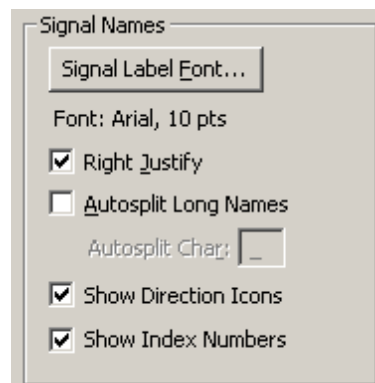 Signal Names
Signal Label Font...
Font: Arial, 10 pts
Right Justify
Autosplit Long Names
Autosplit Char: _
Show Direction Icons
Show Index Numbers